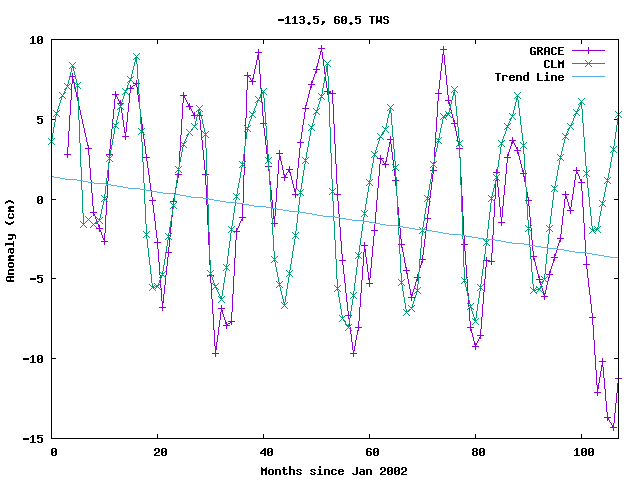 -113.5, 60.5 TWS
GRACE
CLM
Trend Line
10
5
0
-5
-10
-15
Anomaly (cm)
0 20 40 60 80 100
Months since Jan 2002